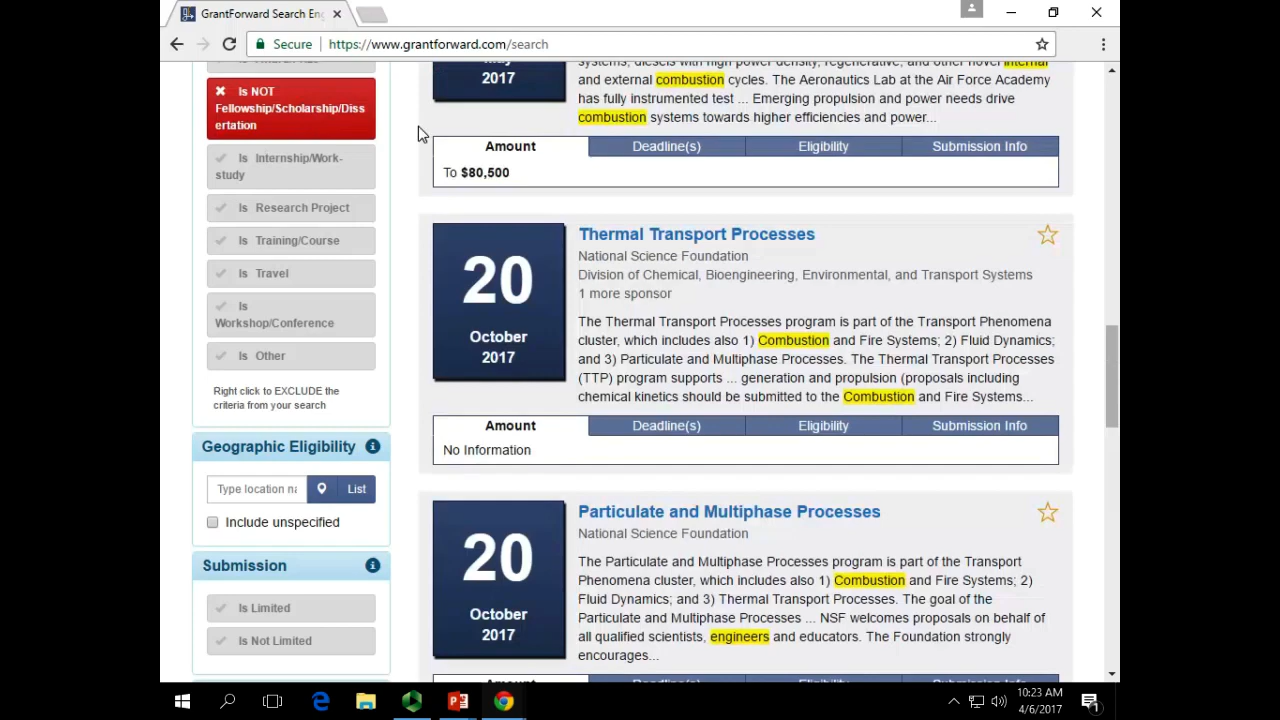 GrantForward Search Eng
Secure https://www.grantforward.com/search
Is NOT
Fellowship/Scholarship/Diss
ertation
Is Internship/Work-
study
Is Research Project
Is Training/Course
Is Travel
Is
Workshop/Conference
Is Other
Right click to EXCLUDE the
criteria from your search
Geographic Eligibility
Type location na
List
Include unspecified
Submission
Is Limited
Is Not Limited
May
2017
systems, diesels with high power density, regenerative, and other novel internal
and external combustion cycles. The Aeronautics Lab at the Air Force Academy
has fully instrumented test ... Emerging propulsion and power needs drive
combustion systems towards higher efficiencies and power...
Amount Deadline(s) Eligibility Submission Info
To $80,500
20
October
2017
Thermal Transport Processes
National Science Foundation
Division of Chemical, Bioengineering, Environmental, and Transport Systems
1 more sponsor
The Thermal Transport Processes program is part of the Transport Phenomena
cluster, which includes also 1) Combustion and Fire Systems; 2) Fluid Dynamics;
and 3) Particulate and Multiphase Processes. The Thermal Transport Processes
(TTP) program supports ... generation and propulsion (proposals including
chemical kinetics should be submitted to the Combustion and Fire Systems...
Amount Deadline(s) Eligibility Submission Info
No Information
20
October
2017
Particulate and Multiphase Processes
National Science Foundation
The Particulate and Multiphase Processes program is part of the Transport
Phenomena cluster, which includes also 1) Combustion and Fire Systems; 2)
Fluid Dynamics; and 3) Thermal Transport Processes. The goal of the
Particulate and Multiphase Processes ... NSF welcomes proposals on behalf of
all qualified scientists, engineers and educators. The Foundation strongly
encourages...
Amount Deadline(s) Eligibility Submission Info
10:23 AM
4/6/2017